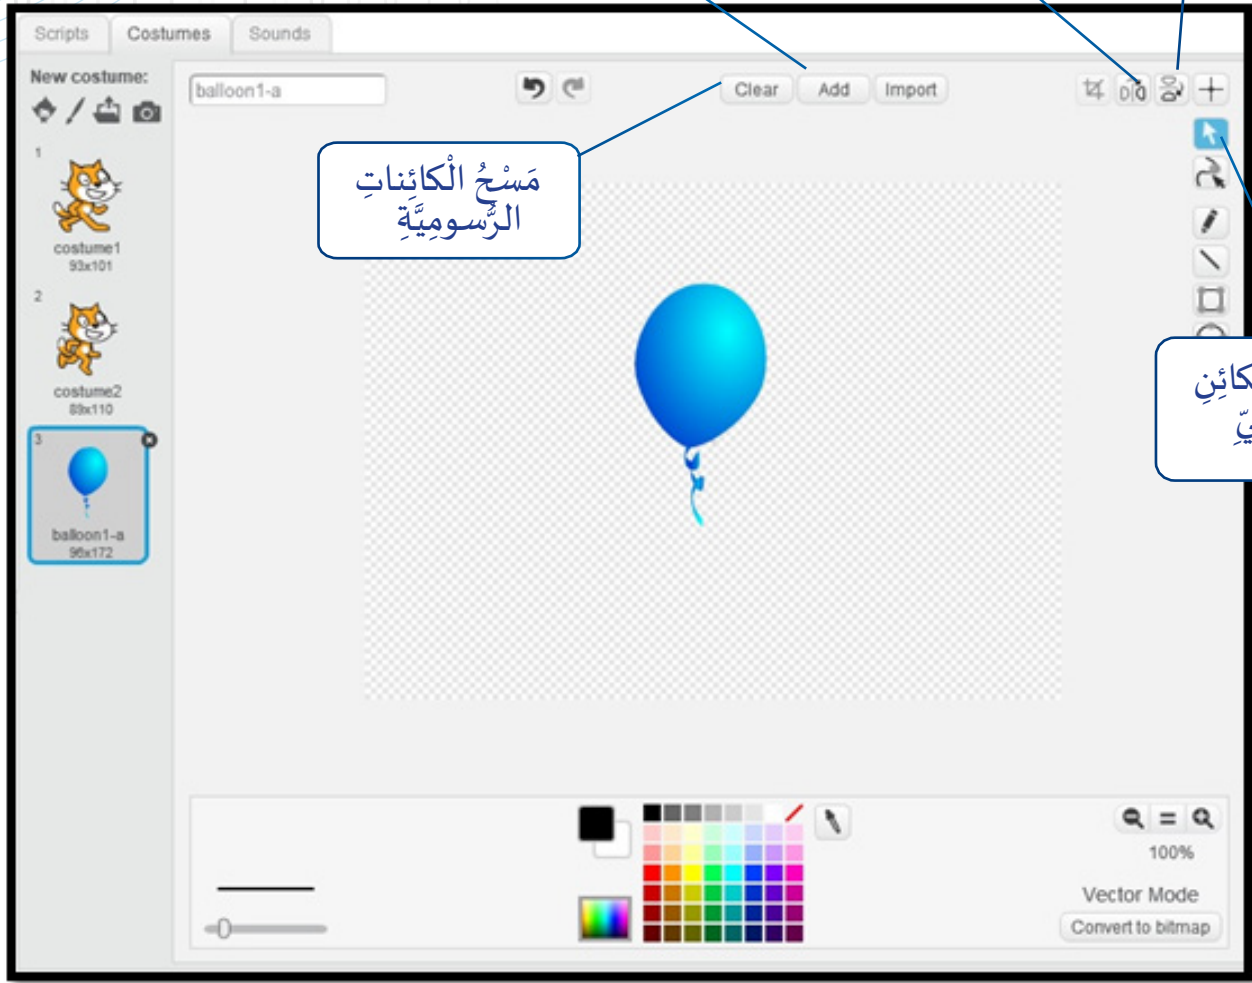 Scripts Costumes Sounds
New costume:
balloon1-a
Clear Add Import
مَسْحُ الْكائِناتِ
الرُّسومِيَّةِ
1
costume1
93x101
2
costume2
89x110
3
balloon1-a
96x172
100%
Vector Mode
Convert to bitmap